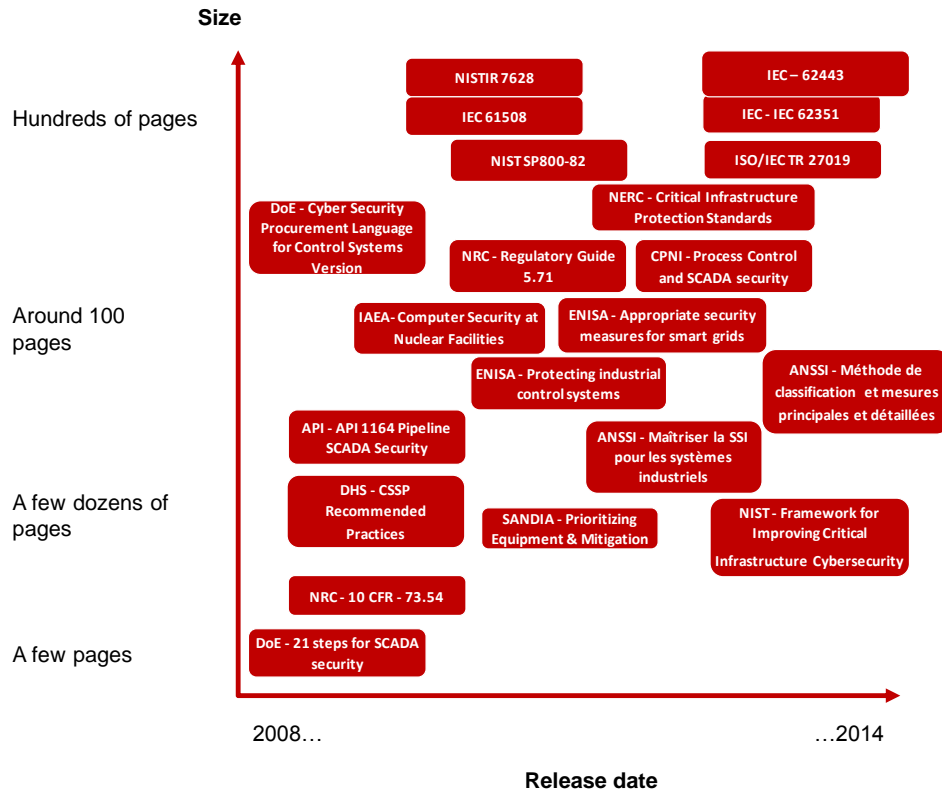 Size
Hundreds of pages
NISTIR 7628
IEC – 62443
IEC 61508
IEC - IEC 62351
NIST SP800-82
ISO/IEC TR 27019
NERC - Critical Infrastructure
Protection Standards
DoE - Cyber Security
Procurement Language
for Control Systems
Version
NRC - Regulatory Guide
5.71
CPNI - Process Control
and SCADA security
Around 100
pages
IAEA- Computer Security at
Nuclear Facilities
ENISA - Appropriate security
measures for smart grids
ENISA - Protecting industrial
control systems
ANSSI - Méthode de
classification et mesures
principales et détaillées
API - API 1164 Pipeline
SCADA Security
ANSSI - Maîtriser la SSI
pour les systèmes
industriels
A few dozens of
pages
DHS - CSSP
Recommended
Practices
SANDIA - Prioritizing
Equipment & Mitigation
NIST - Framework for
Improving Critical
Infrastructure Cybersecurity
NRC - 10 CFR - 73.54
A few pages
DoE - 21 steps for SCADA
security
2008…
…2014
Release date